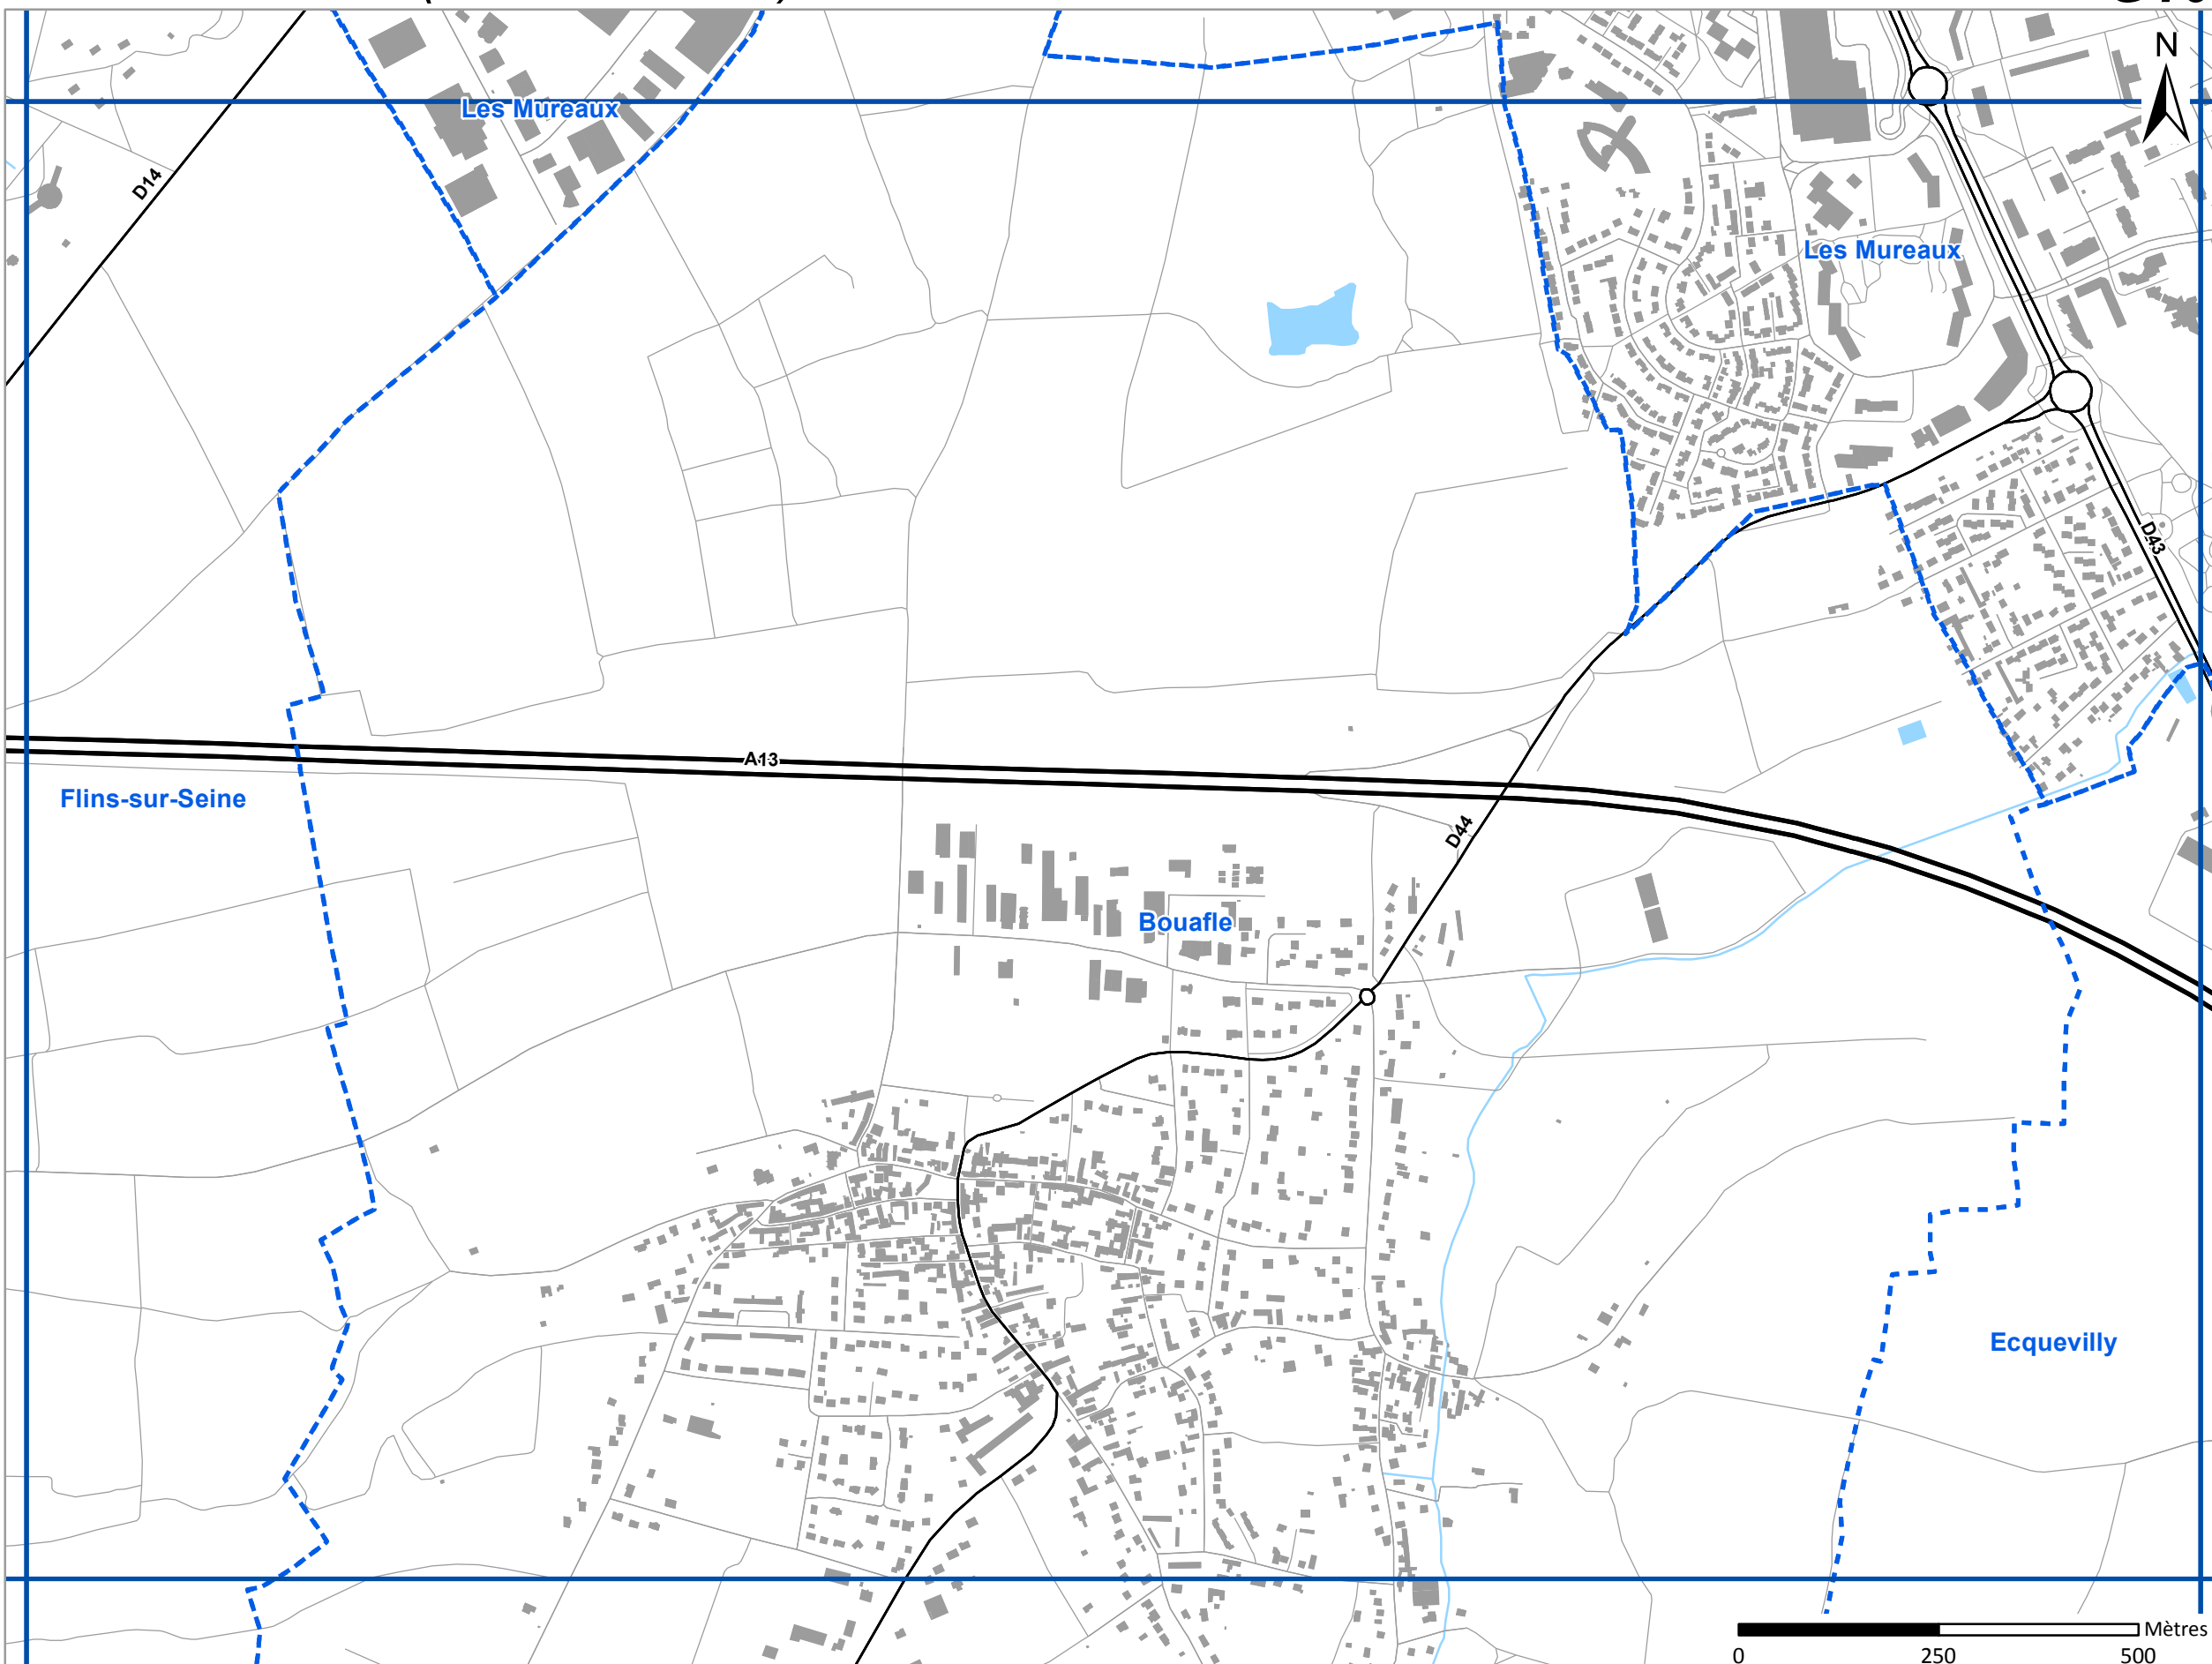 N
Les Mureaux
D14
Les Mureaux
D43
A13
Flins-sur-Seine
D44
Bouafle
Ecquevilly
Mètres
0 250 500